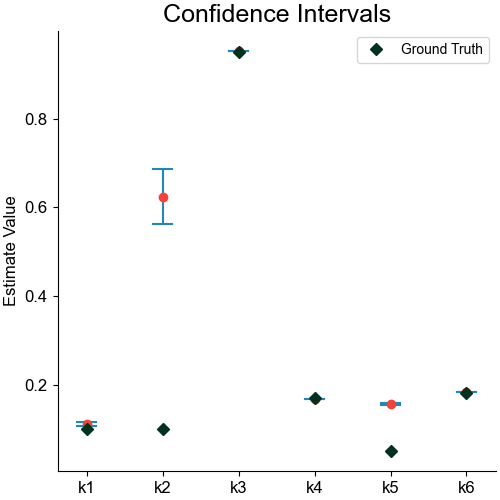 Confidence Intervals
Ground Truth
Estimate Value
0.8
0.6
0.4
0.2
k1 k2 k3 k4 k5 k6